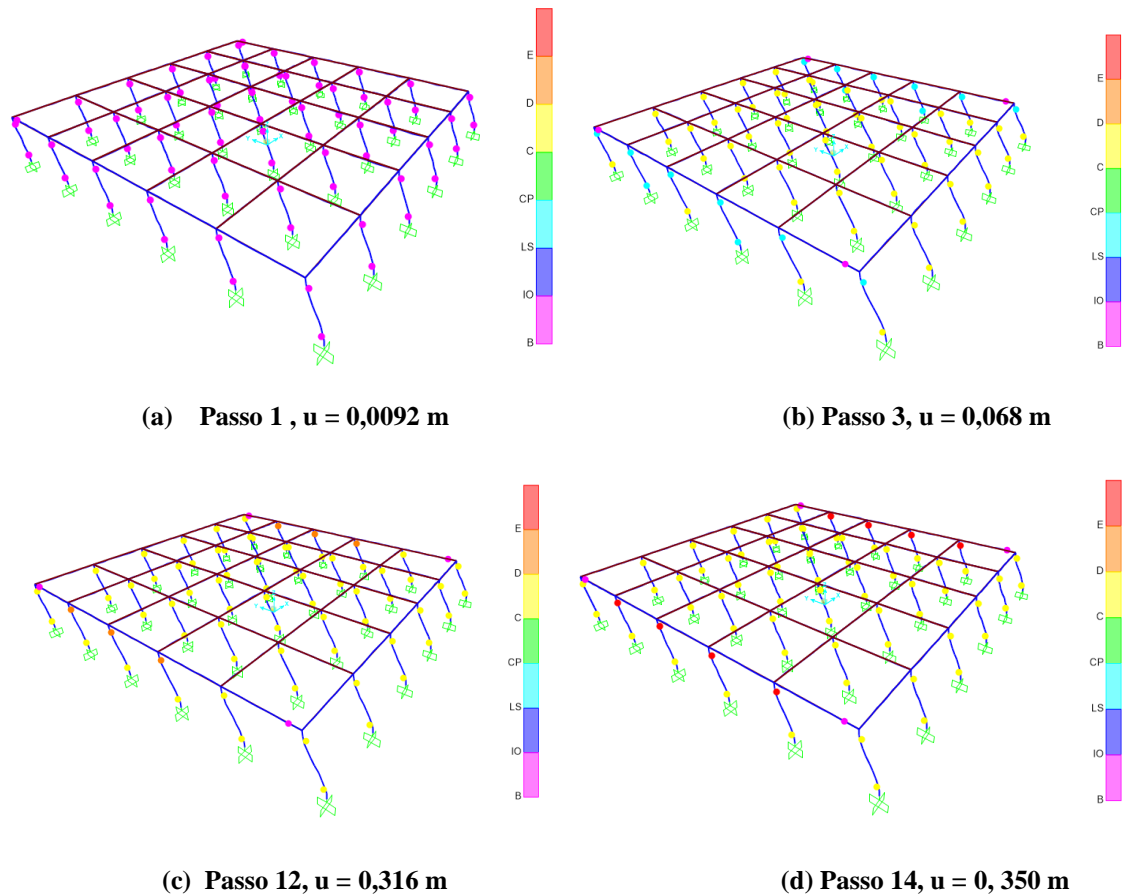 E
D
C
CP
LS
IO
B
(a) Passo 1 , u = 0,0092 m
E
D
C
CP
LS
IO
B
(b) Passo 3, u = 0,068 m
E
D
C
CP
LS
IO
B
(c) Passo 12, u = 0,316 m
E
D
C
CP
LS
IO
B
(d) Passo 14, u = 0, 350 m